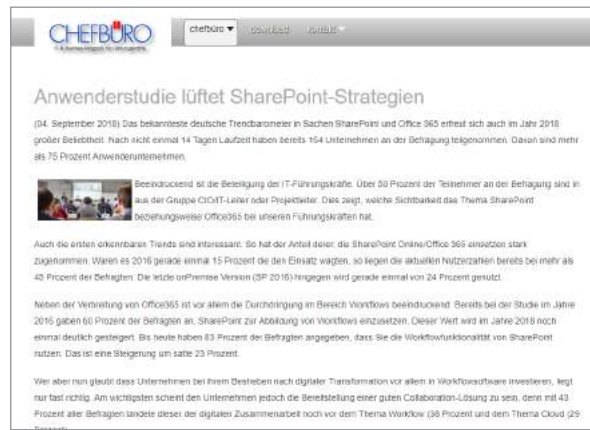 CHEFBÜRO
chefbüro ▼ download kontakt
Anwenderstudie lüftet SharePoint-Strategien
(04. September 2018) Das bekannteste deutsche Trendbarometer in Sachen SharePoint und Office 365 erfreut sich auch im Jahr 2018
großer Beliebtheit. Nach nicht einmal 14 Tagen Laufzeit haben bereits 154 Unternehmen an der Befragung teilgenommen. Davon sind mehr
als 75 Prozent Anwenderunternehmen.
Beeindruckend ist die Beteiligung der IT-Führungskräfte. Über 50 Prozent der Teilnehmer an der Befragung sind in
aus der Gruppe CIO/IT-Leiter oder Projektleiter. Dies zeigt, welche Sichtbarkeit das Thema SharePoint
beziehungsweise Office365 bei unseren Führungskräften hat.
Auch die ersten erkennbaren Trends sind interessant. So hat der Anteil derer, die SharePoint Online/Office 365 einsetzen stark
zugenommen. Waren es 2016 gerade einmal 15 Prozent die den Einsatz wagten, so liegen die aktuellen Nutzerzahlen bereits bei mehr als
45 Prozent der Befragten. Die letzte onPremise Version (SP 2016) hingegen wird gerade einmal von 24 Prozent genutzt.
Neben der Verbreitung von Office365 ist vor allem die Durchdringung im Bereich Workflows beeindruckend. Bereits bei der Studie im Jahre
2016 gaben 60 Prozent der Befragten an, SharePoint zur Abbildung von Workflows einzusetzen. Dieser Wert wird im Jahre 2018 noch
einmal deutlich gesteigert. Bis heute haben 83 Prozent der Befragten angegeben, dass Sie die Workflowfunktionalität von SharePoint
nutzen. Das ist eine Steigerung um satte 23 Prozent.
Wer aber nun glaubt dass Unternehmen bei ihrem Bestreben nach digitaler Transformation vor allem in Workflowsoftware investieren, liegt
nur fast richtig. Am wichtigsten scheint den Unternehmen jedoch die Bereitstellung einer guten Collaboration-Lösung zu sein, denn mit 43
Prozent aller Befragten landete dieser der digitalen Zusammenarbeit noch vor dem Thema Workflow (38 Prozent und dem Thema Cloud (29